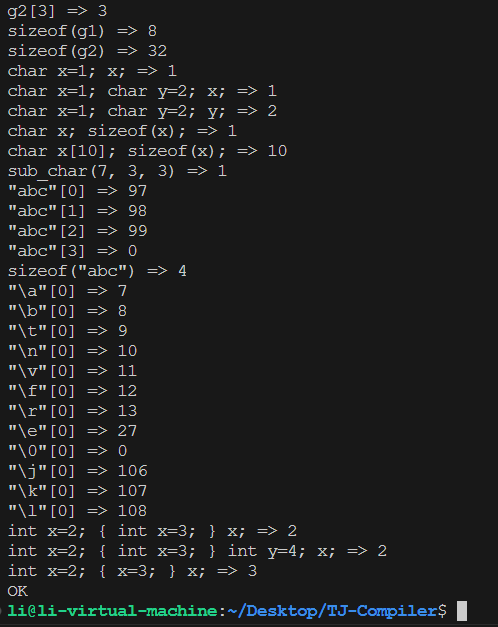 g2[3] => 3
sizeof(g1) => 8
sizeof(g2) => 32
char x=1; x; => 1
char x=1; char y=2; x; => 1
char x=1; char y=2; y; => 2
char x; sizeof(x); => 1
char x[10]; sizeof(x); => 10
sub_char(7, 3, 3) => 1
"abc"[0] => 97
"abc"[1] => 98
"abc"[2] => 99
"abc"[3] => 0
sizeof("abc") => 4
"\a"[0] => 7
"\b"[0] => 8
"\t"[0] => 9
"\n"[0] => 10
"\v"[0] => 11
"\f"[0] => 12
"\r"[0] => 13
"\e"[0] => 27
"\0"[0] => 0
"\j"[0] => 106
"\k"[0] => 107
"\l"[0] => 108
int x=2; { int x=3; } x; => 2
int x=2; { int x=3; } int y=4; x; => 2
int x=2; { x=3; } x; => 3
OK
li@li-virtual-machine:~/Desktop/TJ-Compiler$